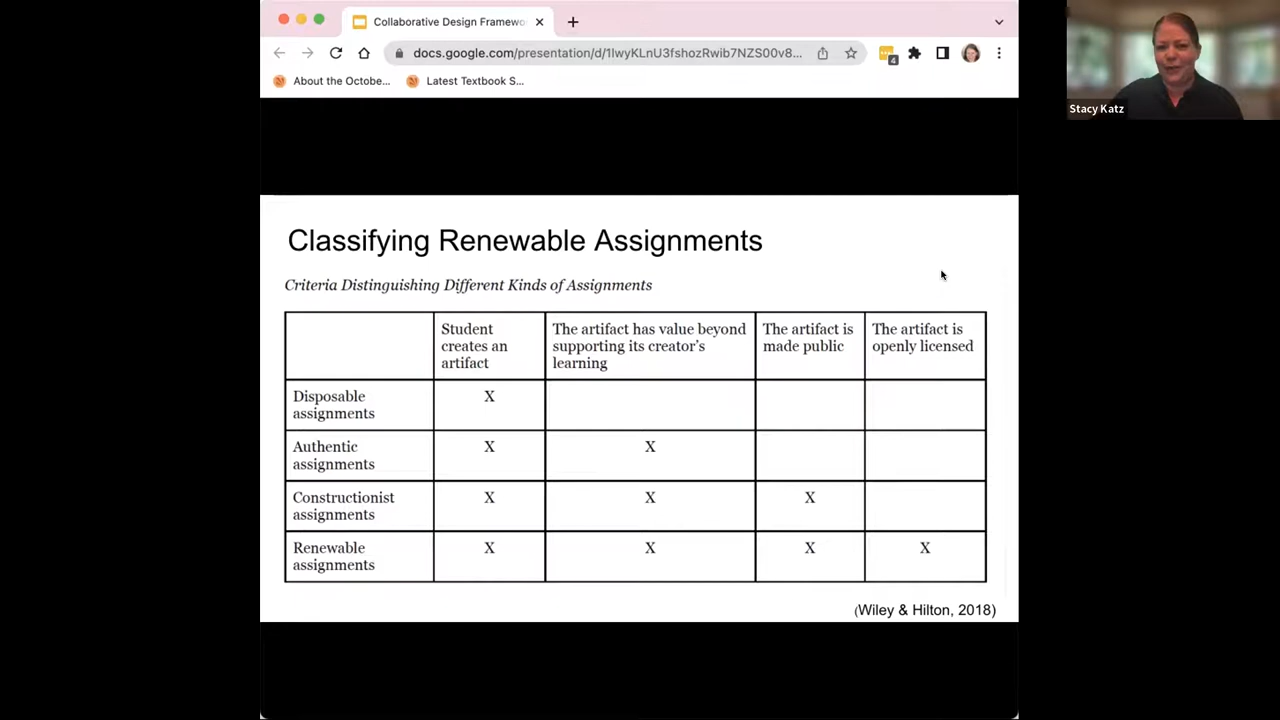 Collaborative Design Framewo
docs.google.com/presentation/d/1IwyKLnU3fshozRwib7NZS00v8...
4
About the Octobe...
Latest Textbook S...
Stacy Katz
Classifying Renewable Assignments
Criteria Distinguishing Different Kinds of Assignments
Student
creates an
artifact
The artifact has value beyond
supporting its creator's
learning
The artifact is
made public
The artifact is
openly licensed
Disposable
assignments
X
Authentic
assignments
X X
Constructionist
assignments
X X X
Renewable
assignments
X X X X
(Wiley & Hilton, 2018)